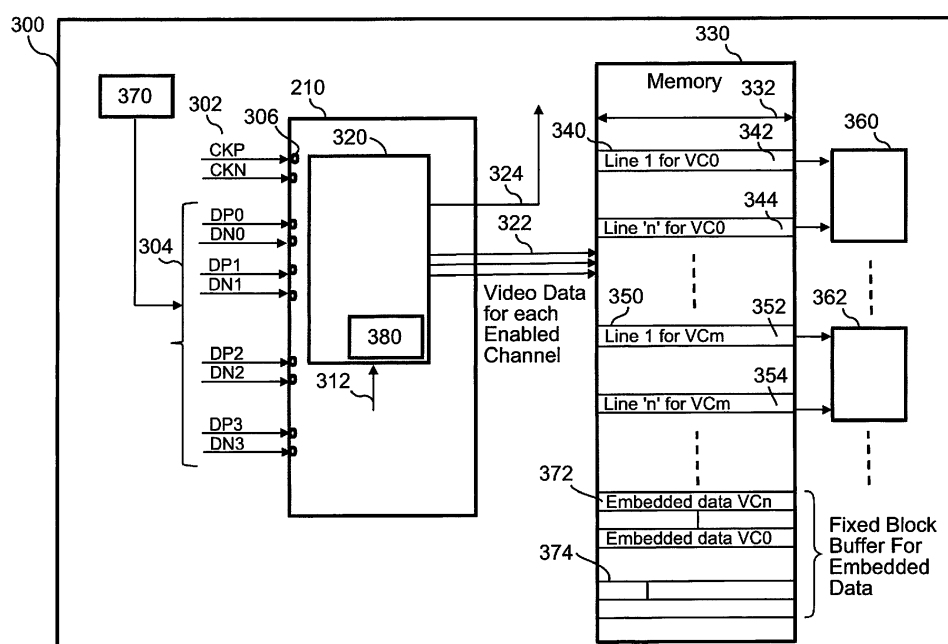 300
370
302
CKP
CKN
306
210
320
304
DP0
DN0
DP1
DN1
DP2
DN2
DP3
DN3
312
380
324
322
Video Data
for each
Enabled
Channel
330
Memory
332
340
342
Line 1 for VC0
344
Line 'n' for VC0
350
352
Line 1 for VCm
354
Line 'n' for VCm
360
362
372
Embedded data VCn
Embedded data VC0
374
Fixed Block
Buffer For
Embedded
Data